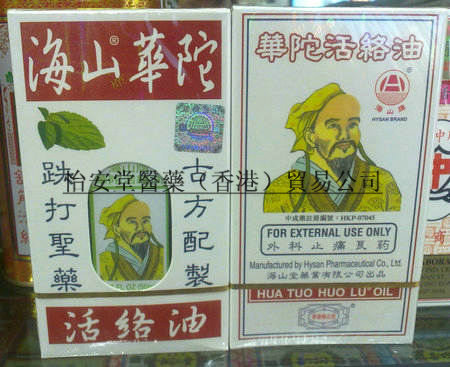 海山®華陀
古方配製
跌打聖藥
活絡油
華陀活絡油
海山牌
HYSAN BRAND
怡安堂醫藥（香港）貿易公司
中成藥註冊編號：HKP-07045
FOR EXTERNAL USE ONLY
外科止痛良药
Manufactured by Hysan Pharmaceutical Co., Ltd.
海山堂藥業有限公司出品
HUA TUO HUO LU® OIL